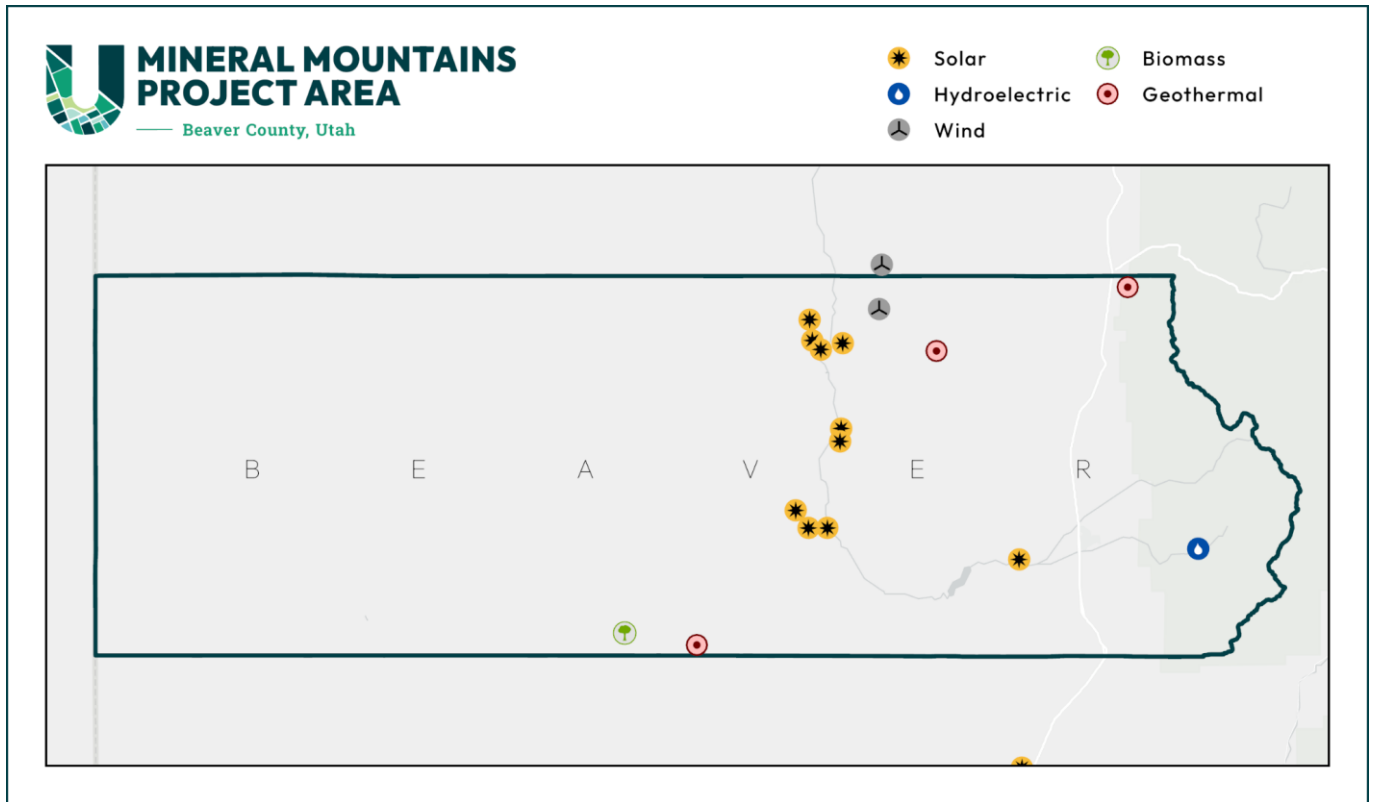 MINERAL MOUNTAINS
PROJECT AREA
Beaver County, Utah
Solar
Hydroelectric
Wind
Biomass
Geothermal
B E A V E R